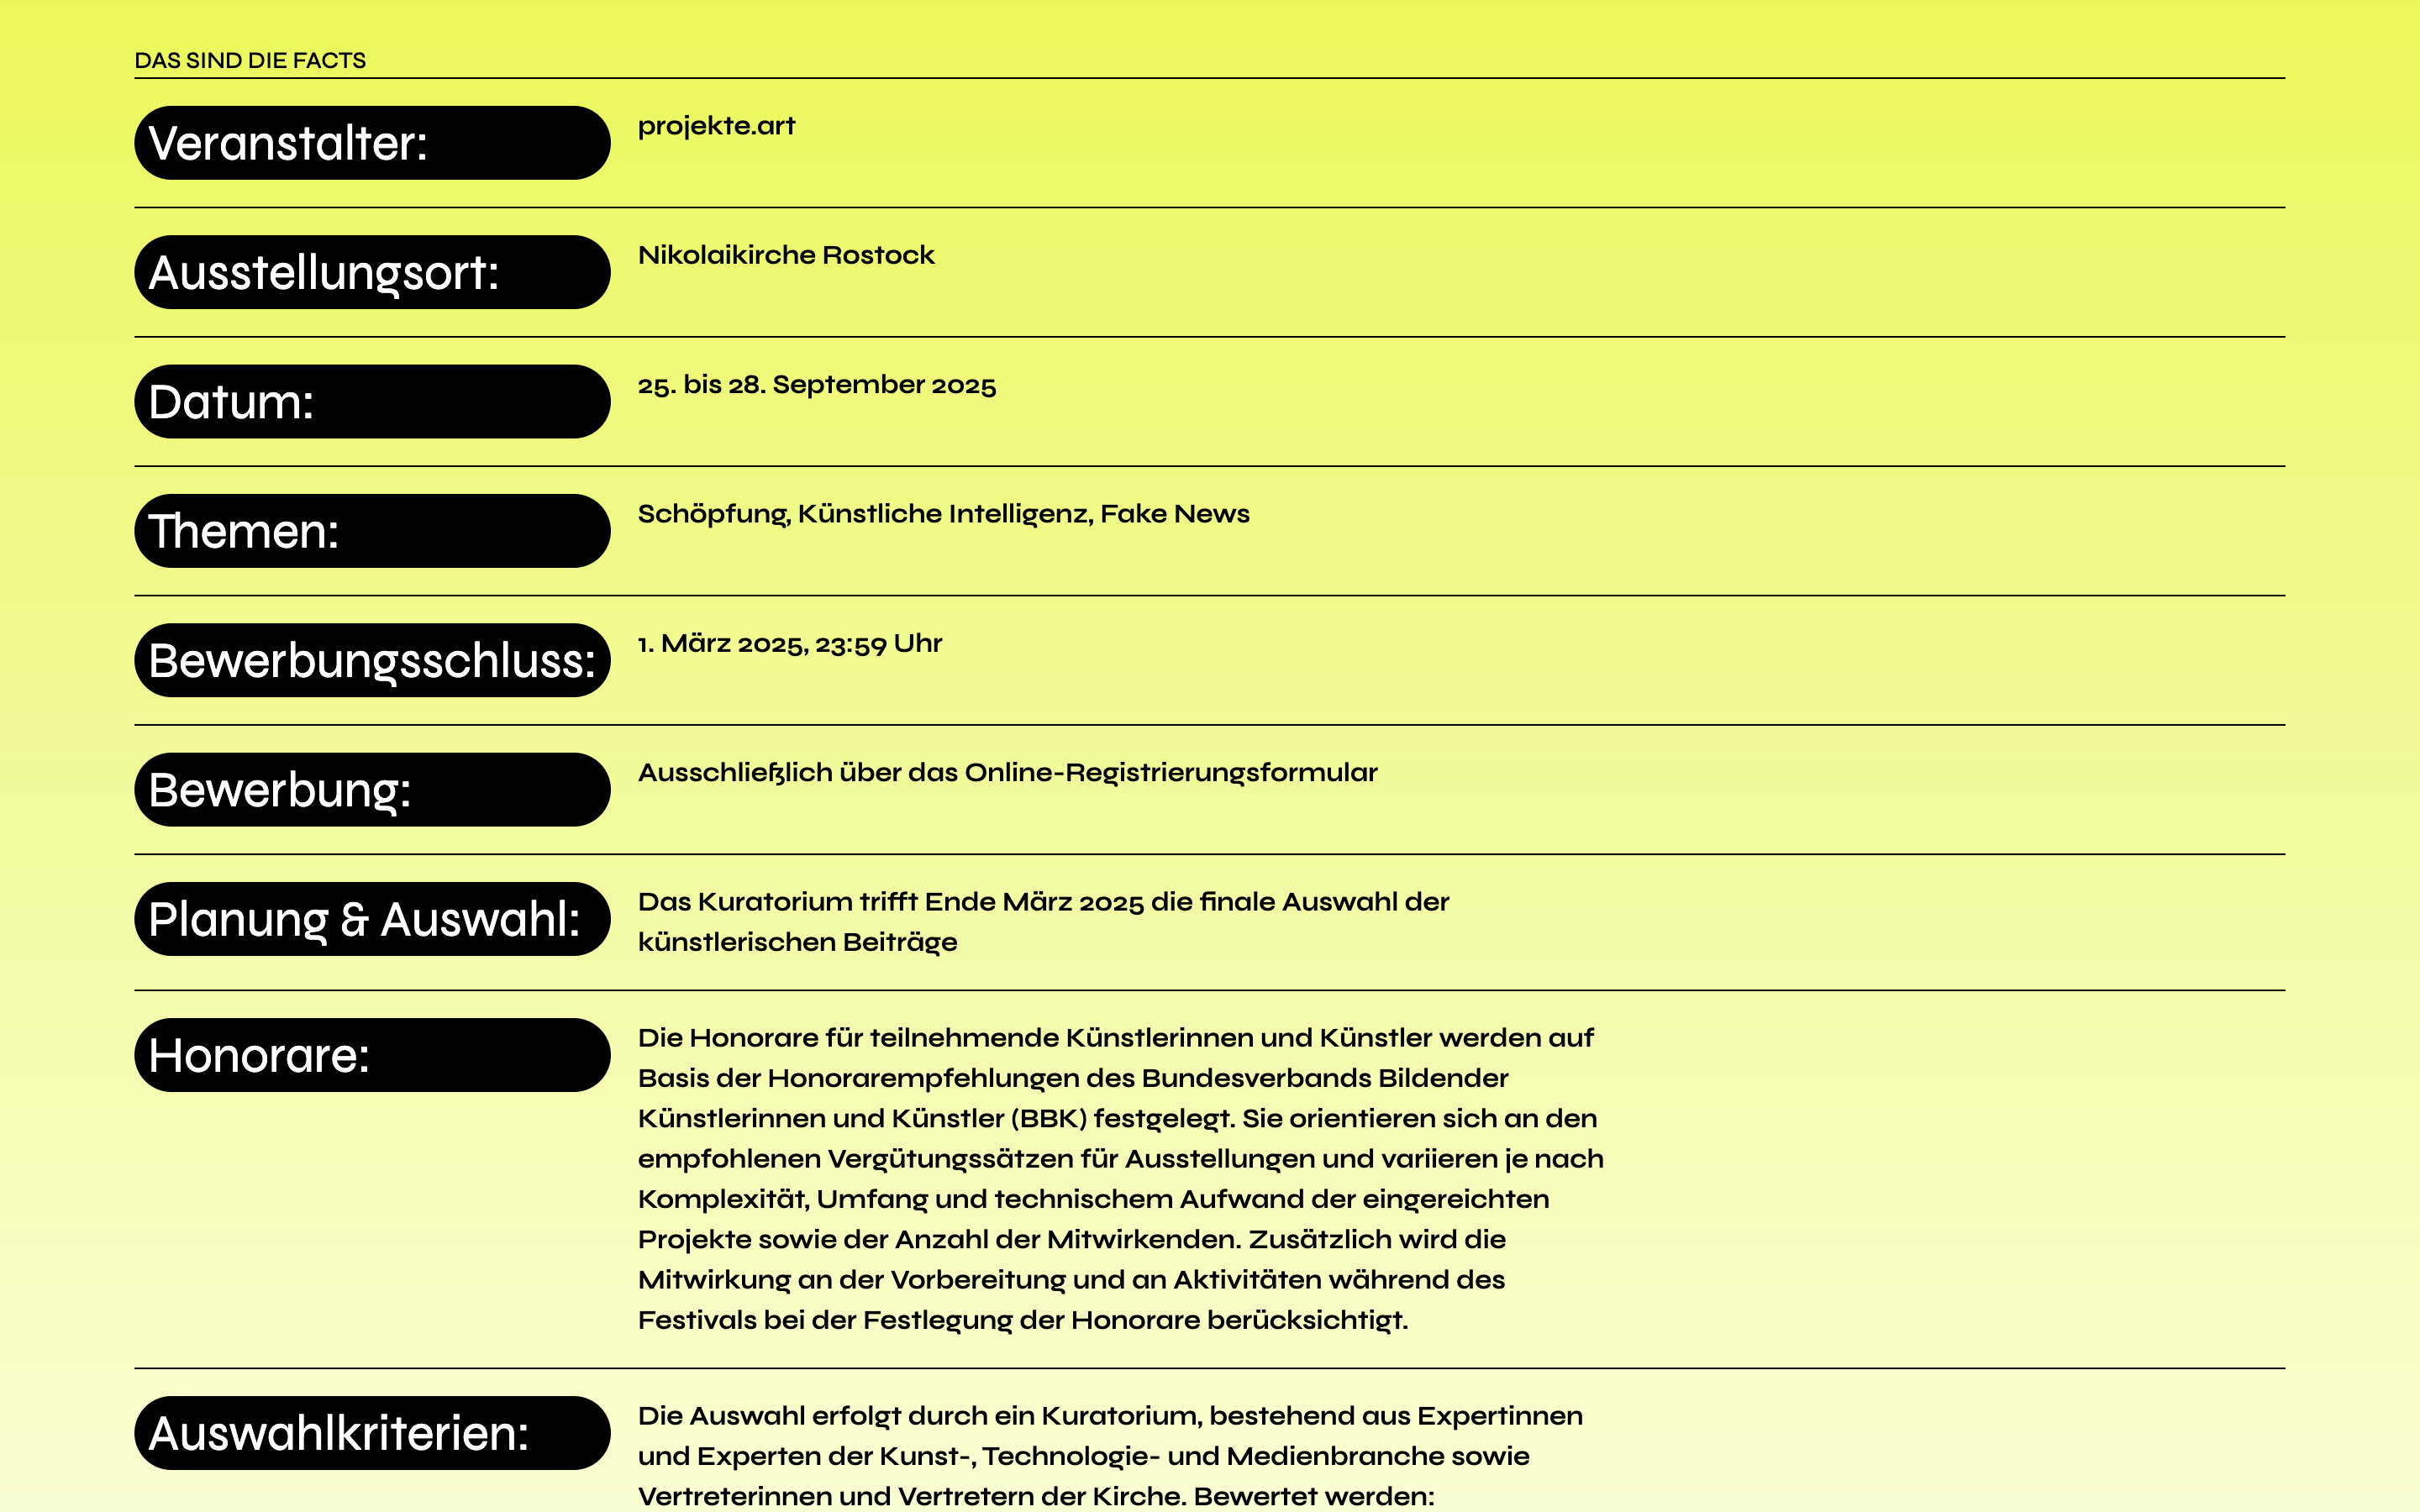 DAS SIND DIE FACTS
Veranstalter:
projekte.art
Ausstellungsort:
Nikolaikirche Rostock
Datum:
25. bis 28. September 2025
Themen:
Schöpfung, Künstliche Intelligenz, Fake News
Bewerbungsschluss:
1. März 2025, 23:59 Uhr
Bewerbung:
Ausschließlich über das Online-Registrierungsformular
Planung & Auswahl:
Das Kuratorium trifft Ende März 2025 die finale Auswahl der
künstlerischen Beiträge
Honorare:
Die Honorare für teilnehmende Künstlerinnen und Künstler werden auf
Basis der Honorarempfehlungen des Bundesverbands Bildender
Künstlerinnen und Künstler (BBK) festgelegt. Sie orientieren sich an den
empfohlenen Vergütungssätzen für Ausstellungen und variieren je nach
Komplexität, Umfang und technischem Aufwand der eingereichten
Projekte sowie der Anzahl der Mitwirkenden. Zusätzlich wird die
Mitwirkung an der Vorbereitung und an Aktivitäten während des
Festivals bei der Festlegung der Honorare berücksichtigt.
Auswahlkriterien:
Die Auswahl erfolgt durch ein Kuratorium, bestehend aus Expertinnen
und Experten der Kunst-, Technologie- und Medienbranche sowie
Vertreterinnen und Vertretern der Kirche. Bewertet werden: